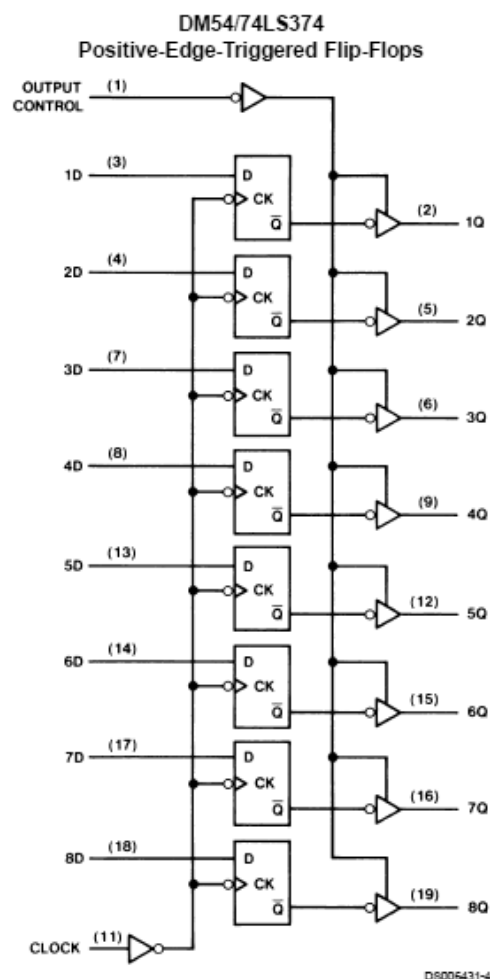 DM54/74LS374
Positive-Edge-Triggered Flip-Flops
OUTPUT CONTROL (1)
1D (3) D
CK
Q̅ (2) 1Q
2D (4) D
CK
Q̅ (5) 2Q
3D (7) D
CK
Q̅ (6) 3Q
4D (8) D
CK
Q̅ (9) 4Q
5D (13) D
CK
Q̅ (12) 5Q
6D (14) D
CK
Q̅ (15) 6Q
7D (17) D
CK
Q̅ (16) 7Q
8D (18) D
CK
Q̅ (19) 8Q
CLOCK (11)
DS006431-4